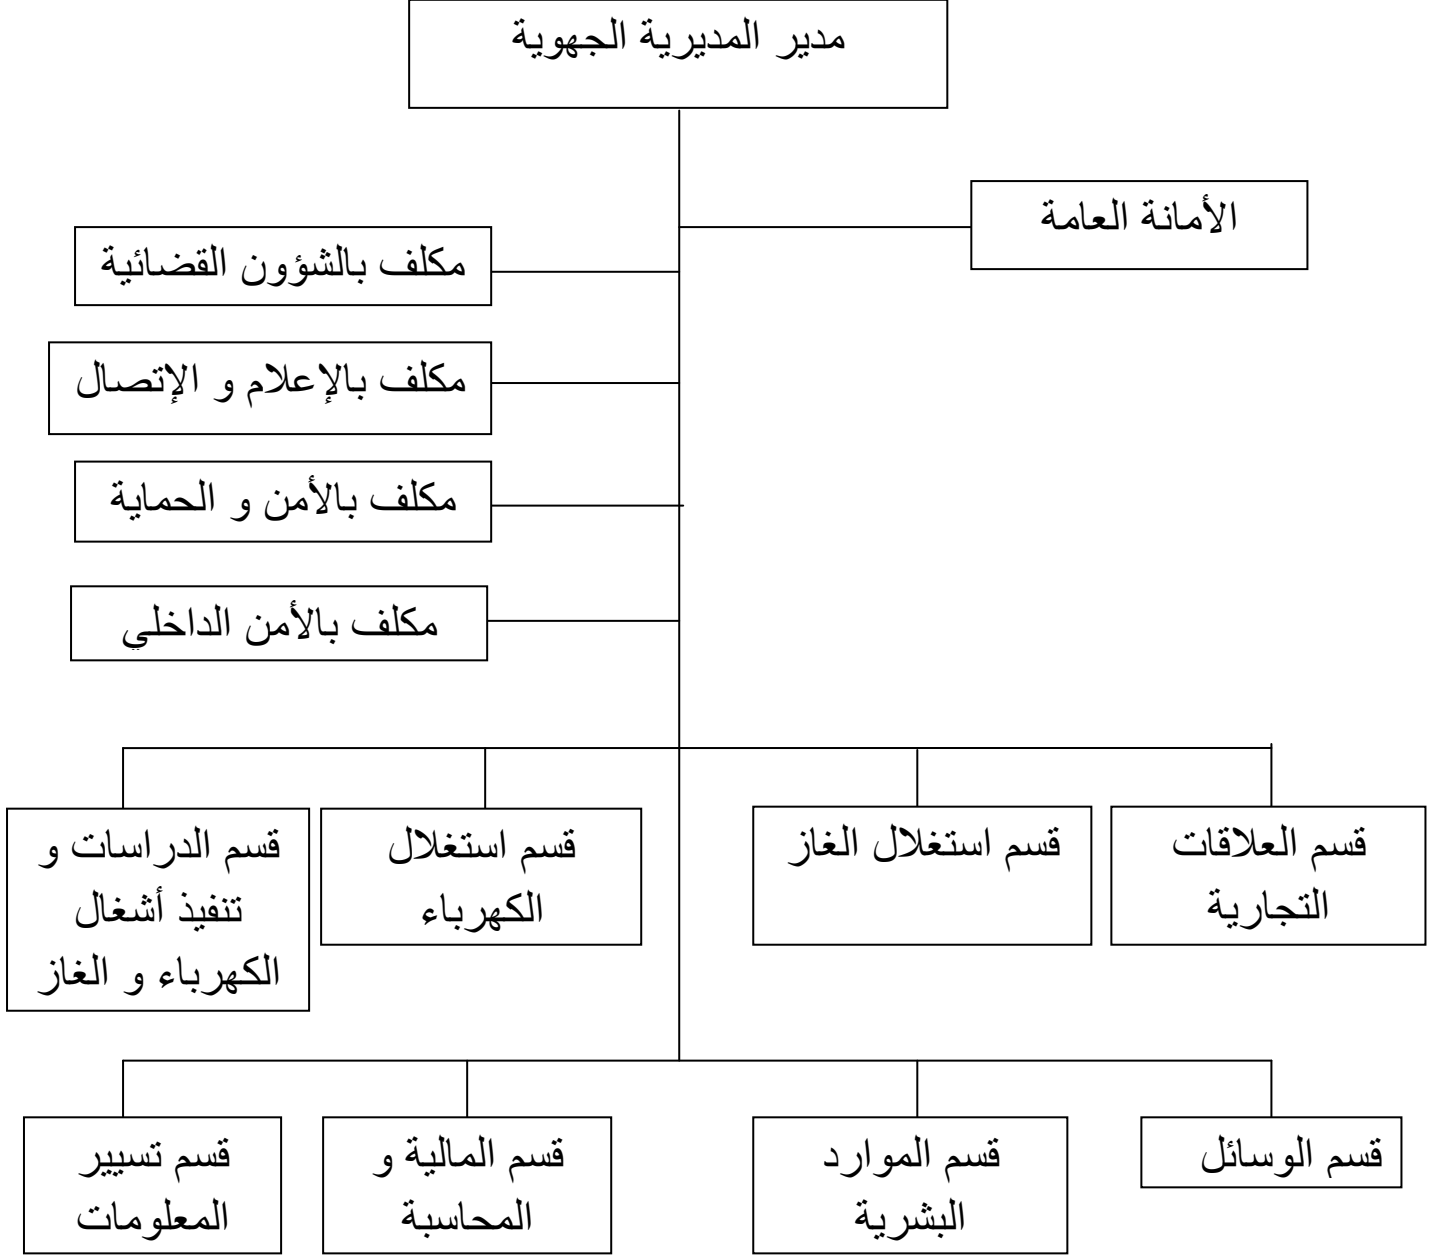 مدير المديرية الجهوية
الأمانة العامة
مكلف بالشؤون القضائية
مكلف بالإعلام و الإتصال
مكلف بالأمن و الحماية
مكلف بالأمن الداخلي
قسم العلاقات
التجارية
قسم استغلال الغاز
قسم استغلال
الكهرباء
قسم الدراسات و
تنفيذ أشغال
الكهرباء و الغاز
قسم الوسائل
قسم الموارد
البشرية
قسم المالية و
المحاسبة
قسم تسيير
المعلومات